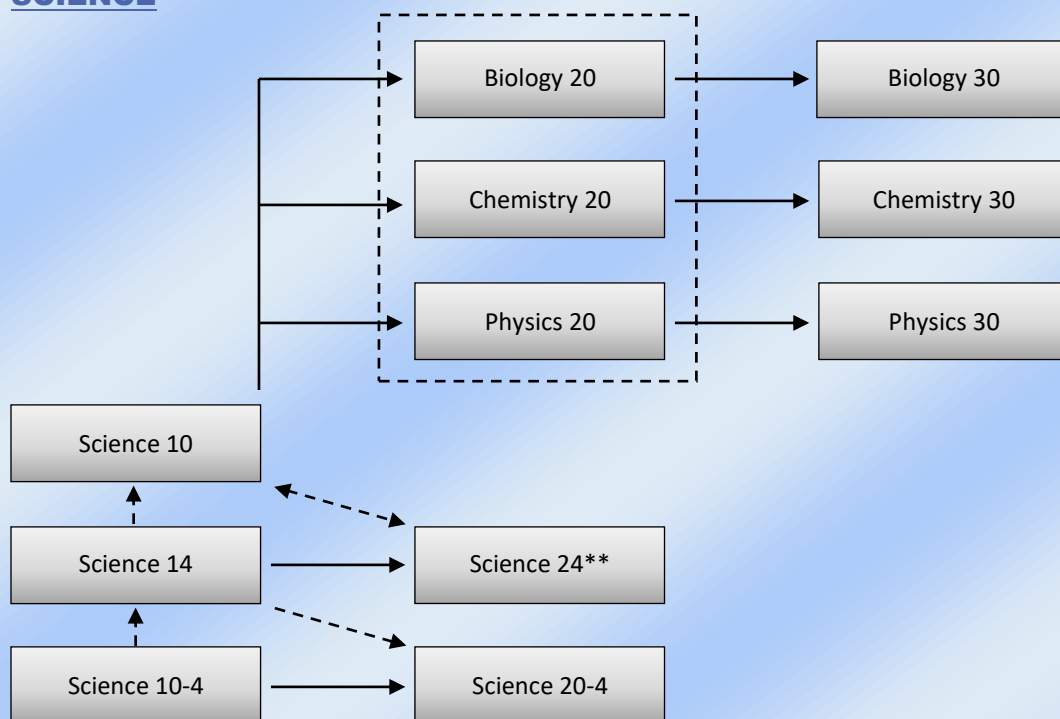 SCIENCE
Biology 20
Biology 30
Chemistry 20
Chemistry 30
Physics 20
Physics 30
Science 10
Science 14
Science 24**
Science 10-4
Science 20-4